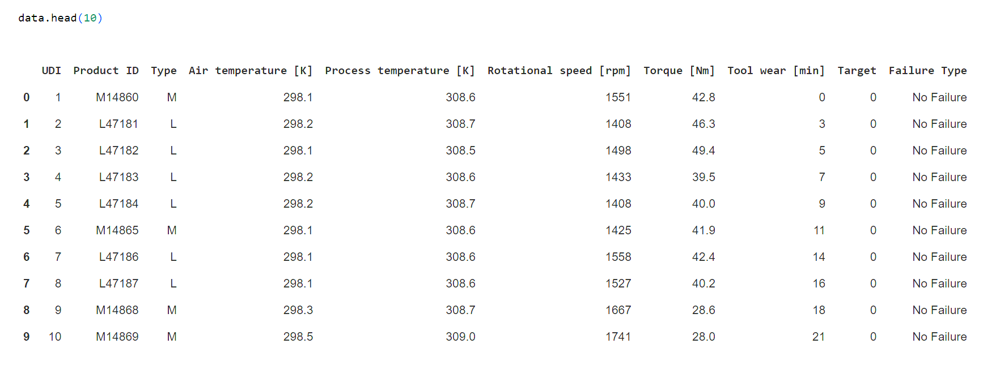 data.head(10)
UDI Product ID Type Air temperature [K] Process temperature [K] Rotational speed [rpm] Torque [Nm] Tool wear [min] Target Failure Type
0 1 M14860 M 298.1 308.6 1551 42.8 0 0 No Failure
1 2 L47181 L 298.2 308.7 1408 46.3 3 0 No Failure
2 3 L47182 L 298.1 308.5 1498 49.4 5 0 No Failure
3 4 L47183 L 298.2 308.6 1433 39.5 7 0 No Failure
4 5 L47184 L 298.2 308.7 1408 40.0 9 0 No Failure
5 6 M14865 M 298.1 308.6 1425 41.9 11 0 No Failure
6 7 L47186 L 298.1 308.6 1558 42.4 14 0 No Failure
7 8 L47187 L 298.1 308.6 1527 40.2 16 0 No Failure
8 9 M14868 M 298.3 308.7 1667 28.6 18 0 No Failure
9 10 M14869 M 298.5 309.0 1741 28.0 21 0 No Failure